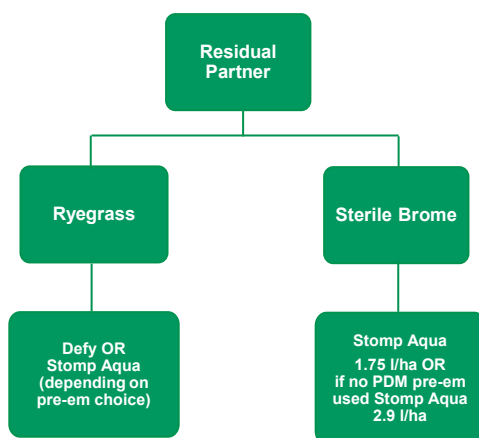 Residual
Partner
Ryegrass
Sterile Brome
Defy OR
Stomp Aqua
(depending on
pre-em choice)
Stomp Aqua
1.75 l/ha OR
if no PDM pre-em
used Stomp Aqua
2.9 l/ha